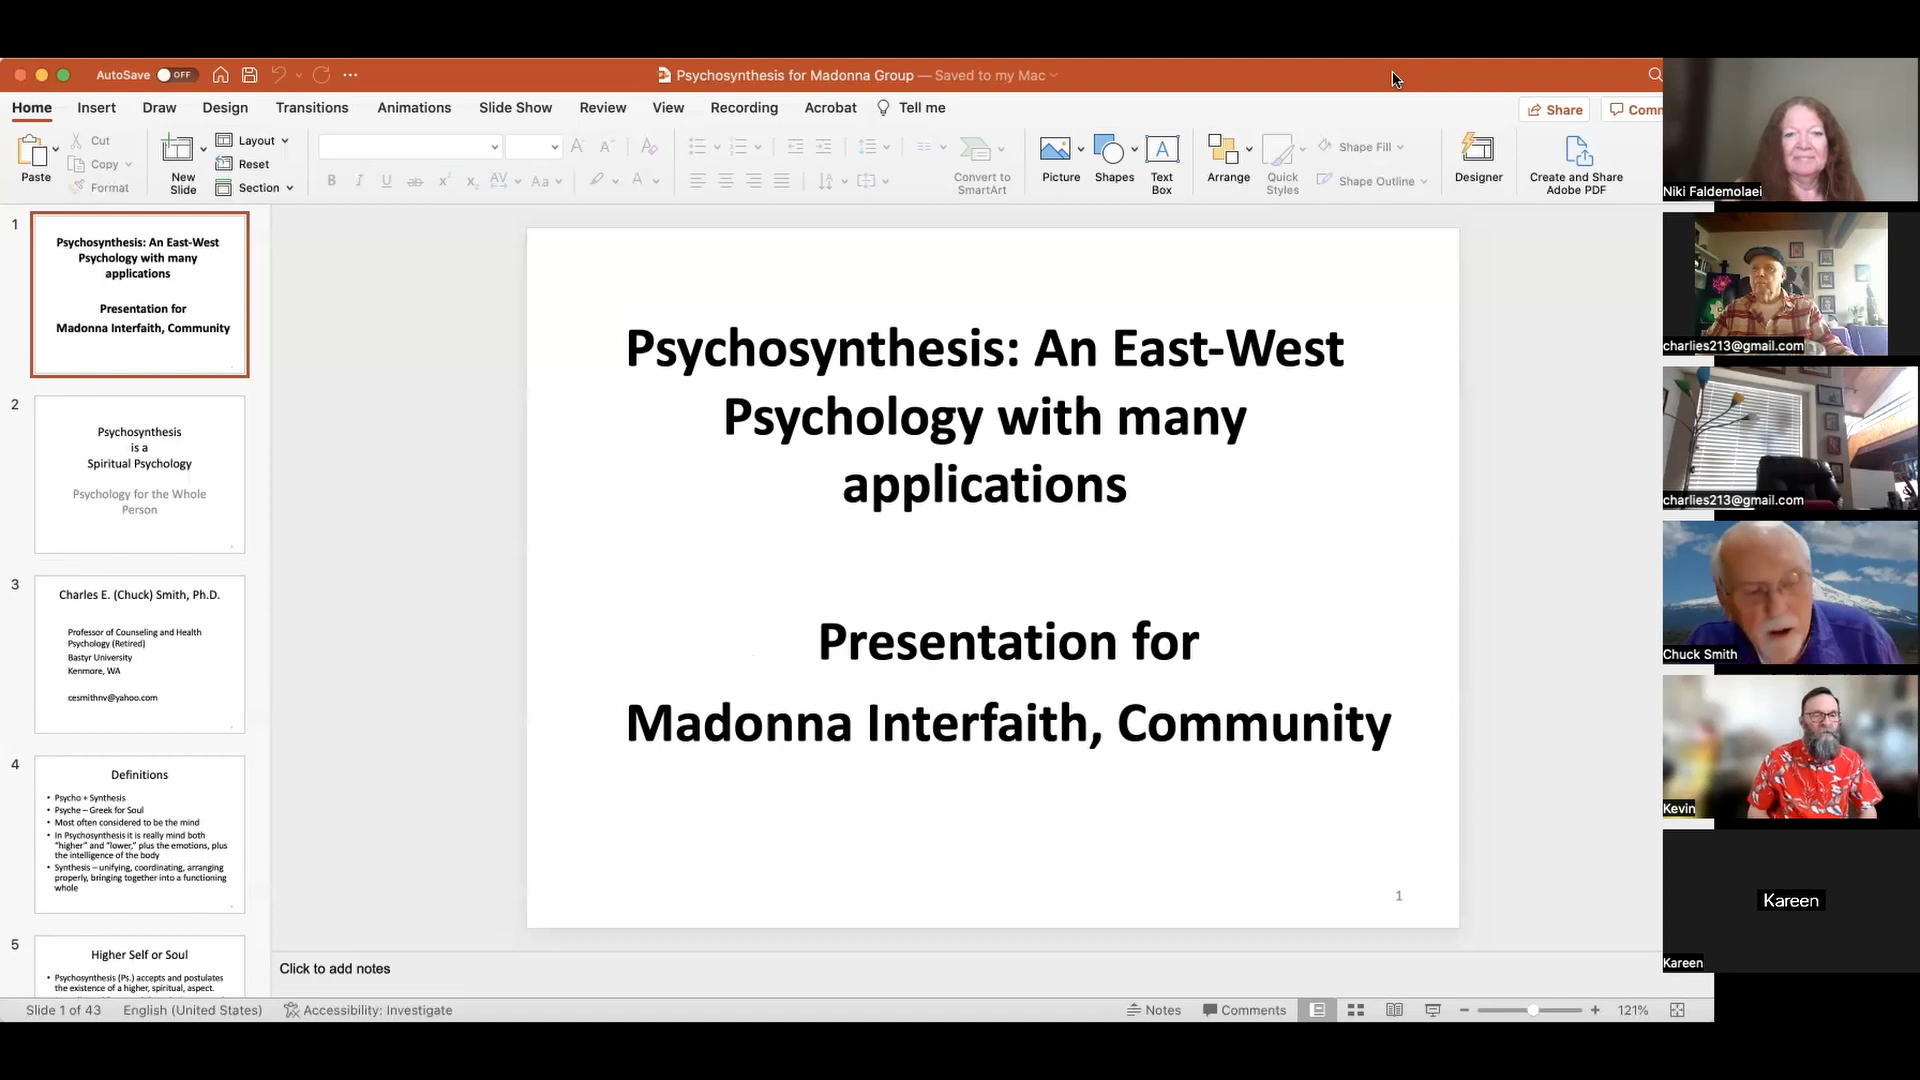 AutoSave OFF
Psychosynthesis for Madonna Group — Saved to my Mac
Home Insert Draw Design Transitions Animations Slide Show Review View Recording Acrobat Tell me
Share
Comm
Paste
Cut
Copy
Format
New
Slide
Layout
Reset
Section
B I U ab x² x₂ AV Aa A
Convert to
SmartArt
Picture
Shapes
Text
Box
Arrange
Quick
Styles
Shape Fill
Shape Outline
Designer
Create and Share
Adobe PDF
1
Psychosynthesis: An East-West
Psychology with many
applications
Presentation for
Madonna Interfaith, Community
2
Psychosynthesis
is a
Spiritual Psychology
Psychology for the Whole
Person
3
Charles E. (Chuck) Smith, Ph.D.
Professor of Counseling and Health
Psychology (Retired)
Bastyr University
Kenmore, WA
cesmithnv@yahoo.com
4
Definitions
• Psycho + Synthesis
• Psyche – Greek for Soul
• Most often considered to be the mind
• In Psychosynthesis it is really mind both
"higher" and "lower," plus the emotions, plus
the intelligence of the body
• Synthesis – unifying, coordinating, arranging
properly, bringing together into a functioning
whole
5
Higher Self or Soul
• Psychosynthesis (Ps.) accepts and postulates
the existence of a higher, spiritual, aspect.
Psychosynthesis: An East-West
Psychology with many
applications
Presentation for
Madonna Interfaith, Community
1
Click to add notes
Slide 1 of 43 English (United States) Accessibility: Investigate
Notes Comments 121%
Niki Faldemolaei
charlies213@gmail.com
charlies213@gmail.com
Chuck Smith
Kevin
Kareen
Kareen